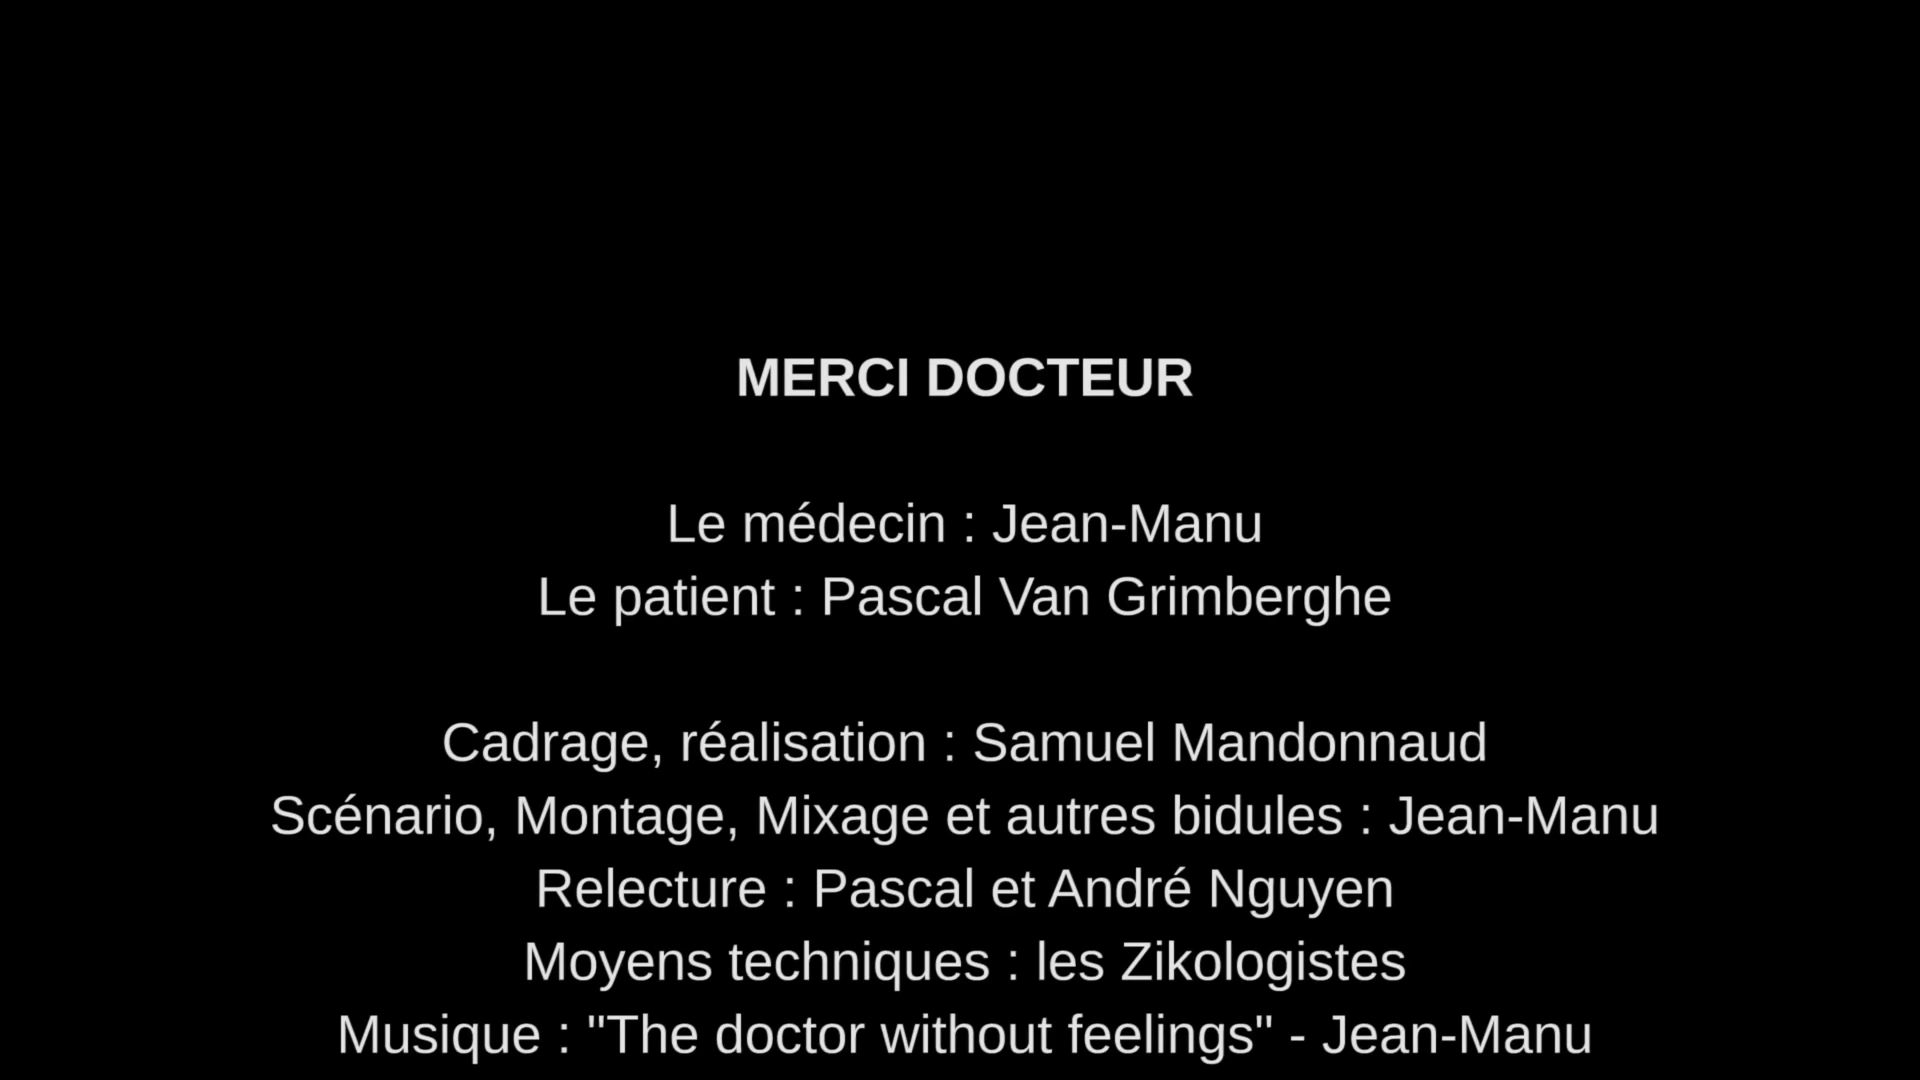 MERCI DOCTEUR
Le médecin : Jean-Manu
Le patient : Pascal Van Grimberghe
Cadrage, réalisation : Samuel Mandonnaud
Scénario, Montage, Mixage et autres bidules : Jean-Manu
Relecture : Pascal et André Nguyen
Moyens techniques : les Zikologistes
Musique : "The doctor without feelings" - Jean-Manu